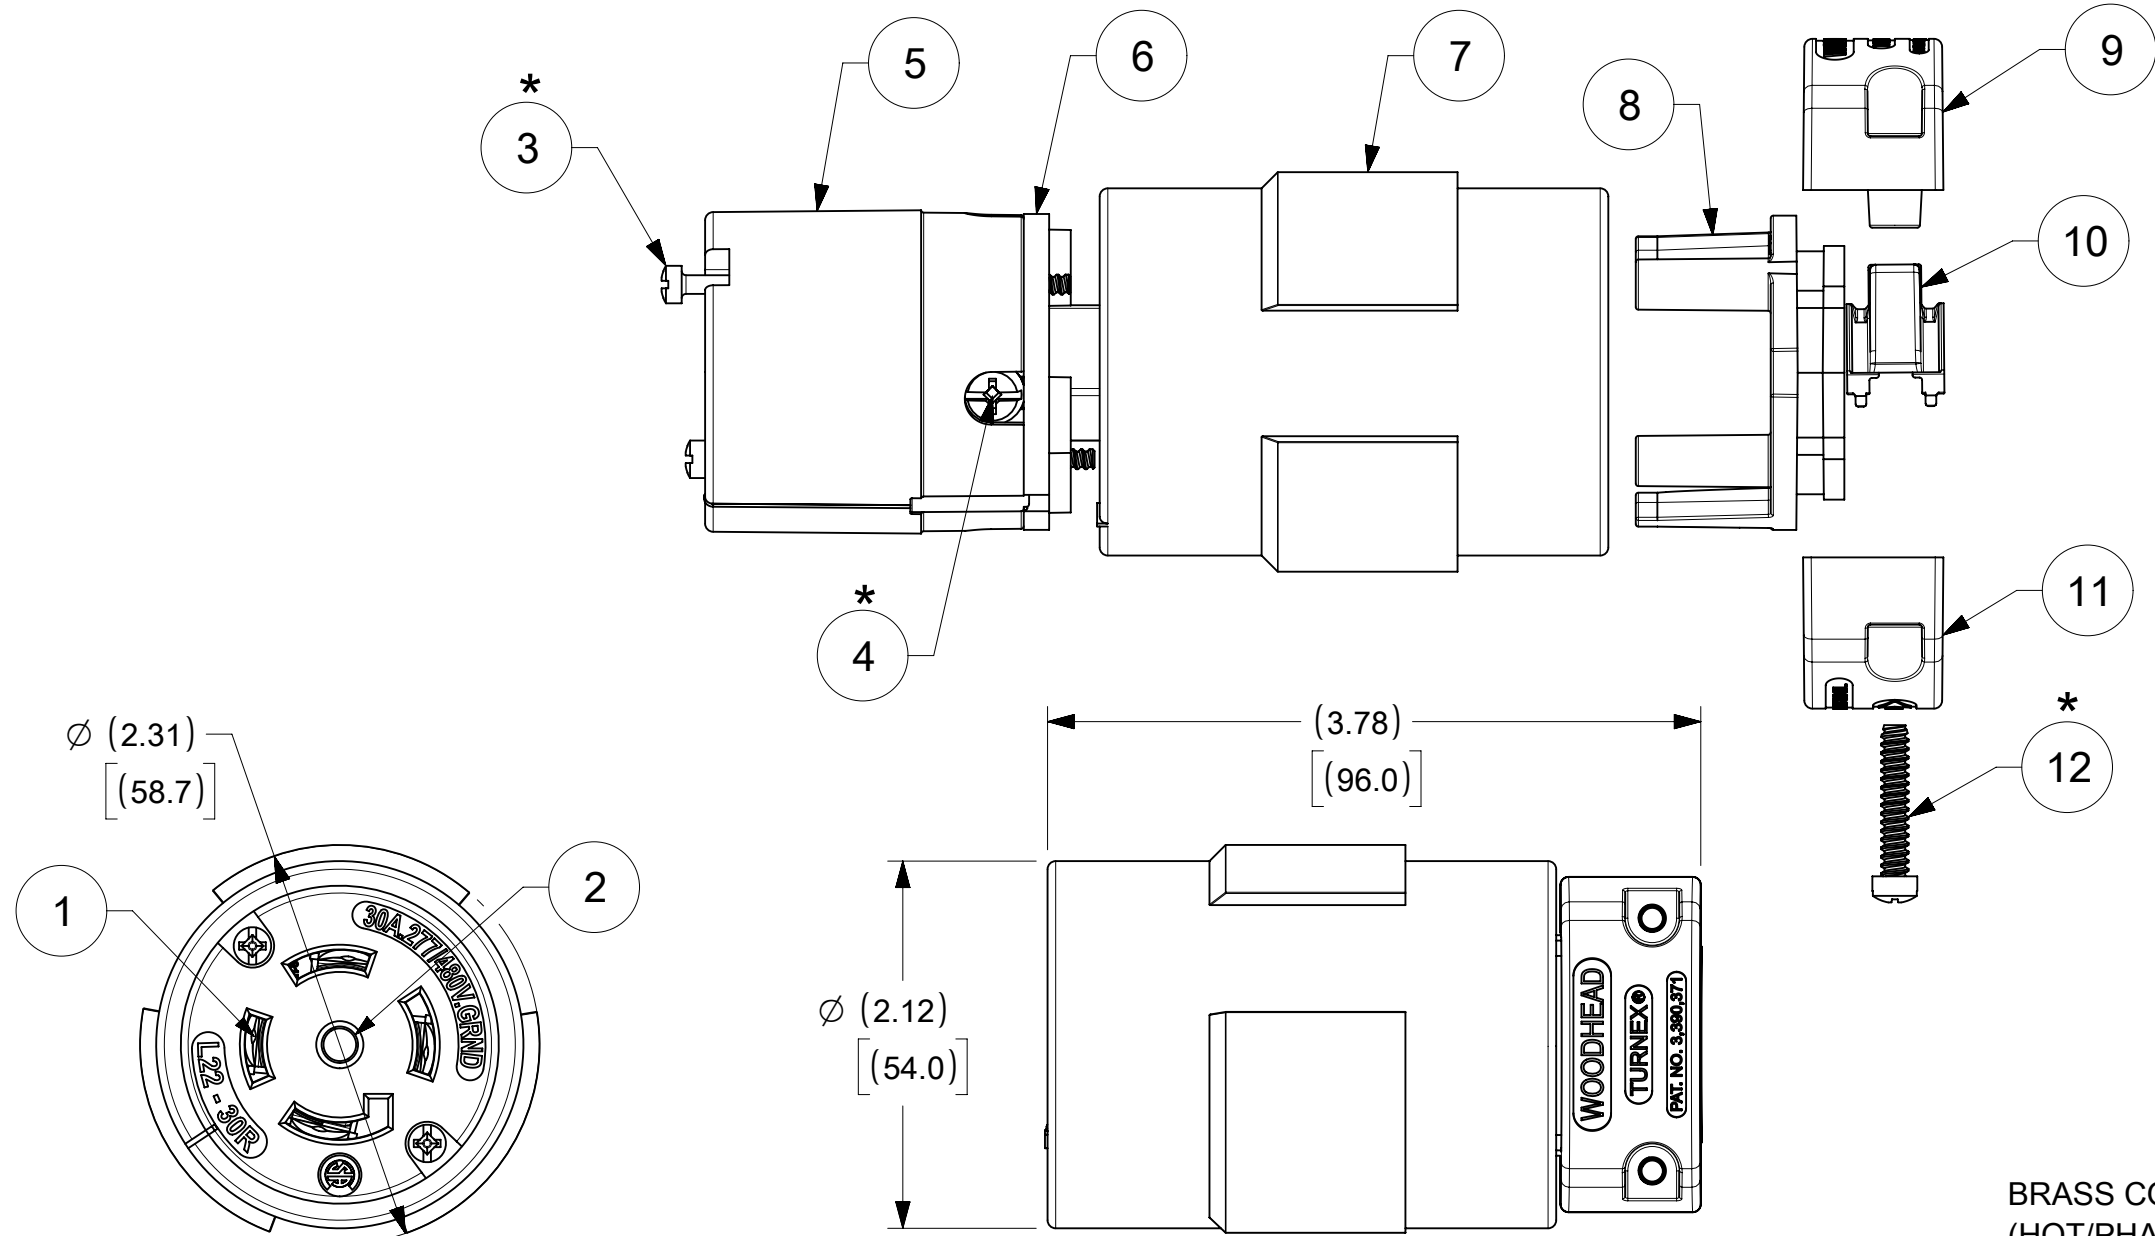 5
6
7
9
*
3
8
10
*
4
11
*
12
(3.78)
[(96.0)]
Ø (2.31)
[(58.7)]
1
2
30A.277/480V.GRND
L22 - 30R
Ø (2.12)
[(54.0)]
WOODHEAD
TURNEX®
PAT. NO. 3,390,371
BRASS CO
(HOT/PHA